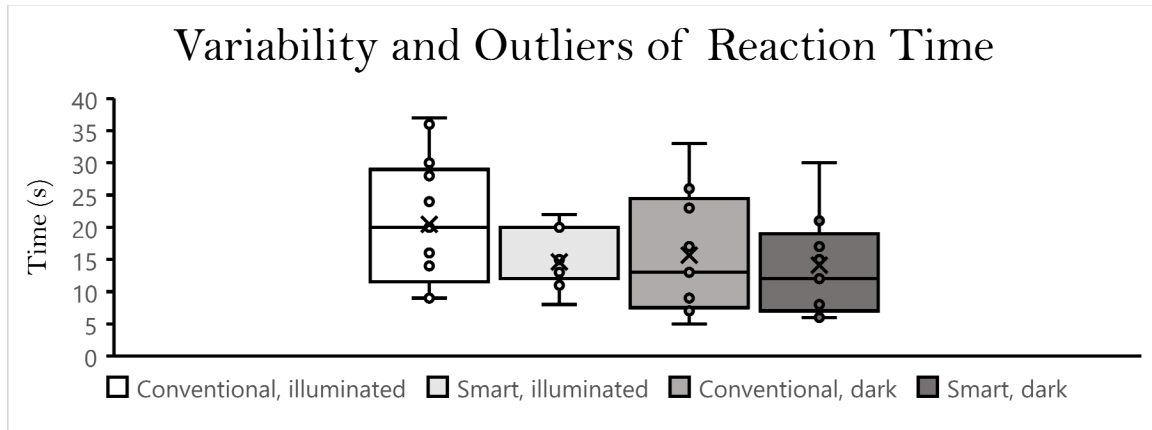 Variability and Outliers of Reaction Time
Time (s)
40
35
30
25
20
15
10
5
0
Conventional, illuminated
Smart, illuminated
Conventional, dark
Smart, dark